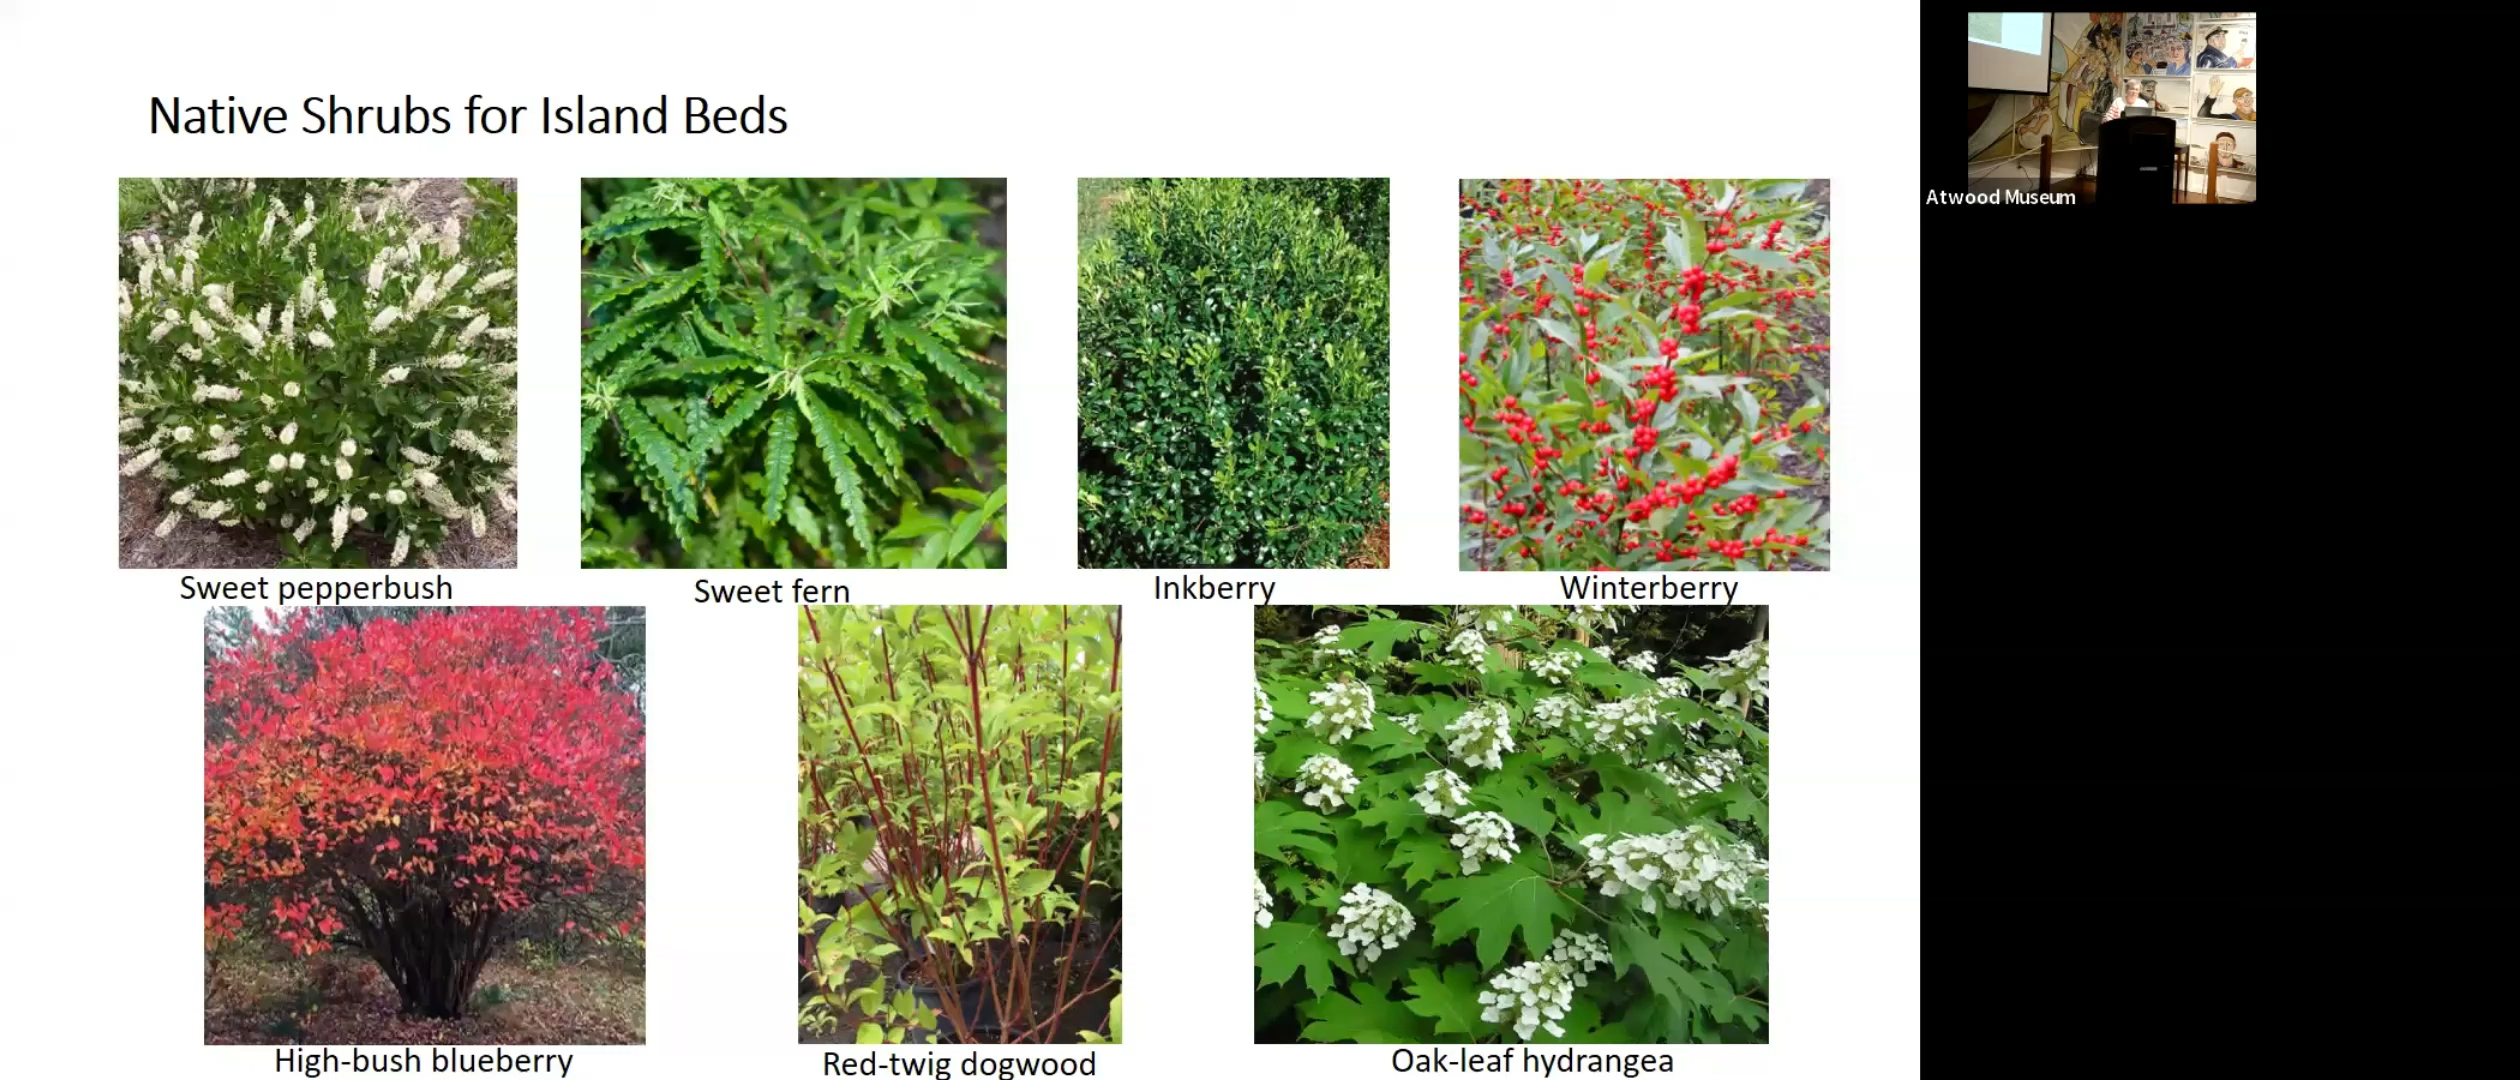 Native Shrubs for Island Beds
Sweet pepperbush
Sweet fern
Inkberry
Winterberry
High-bush blueberry
Red-twig dogwood
Oak-leaf hydrangea
Atwood Museum